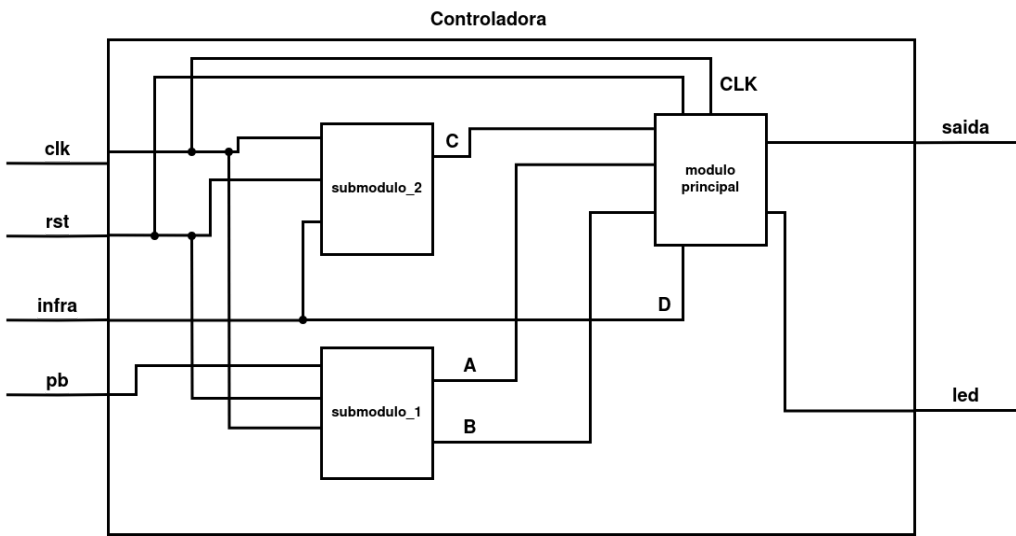 Controladora
CLK
clk
C
saida
submodulo_2
modulo
principal
rst
infra
D
pb
A
submodulo_1
led
B